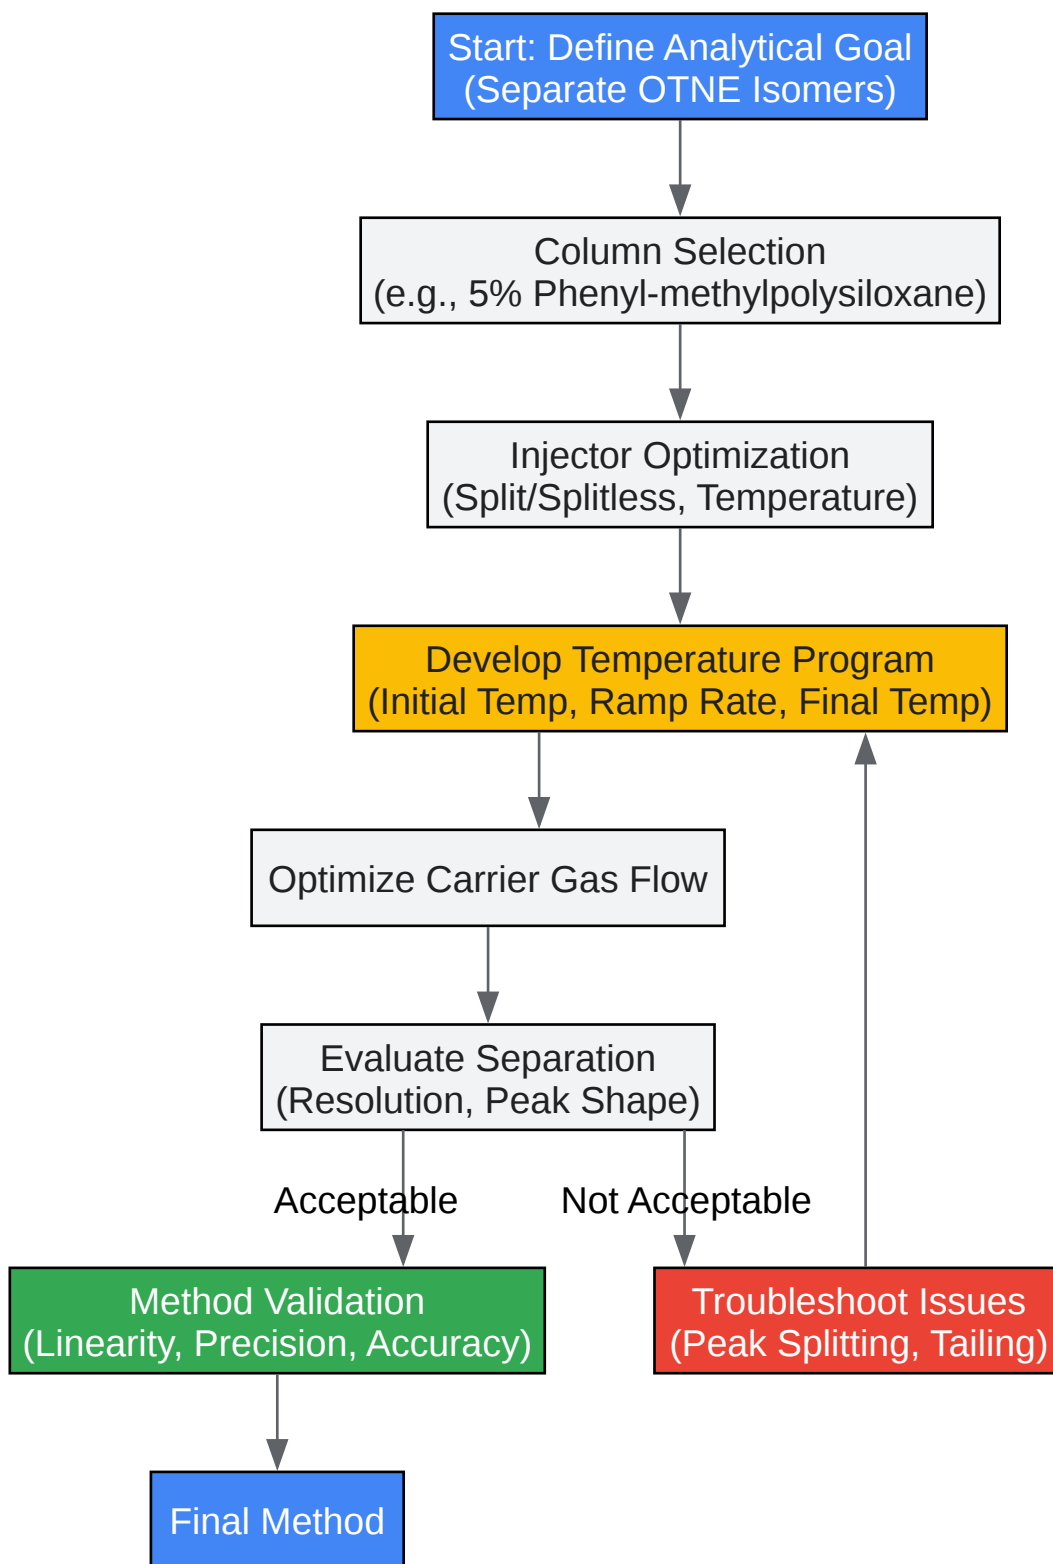 Start: Define Analytical Goal
(Separate OTNE Isomers)
Column Selection
(e.g., 5% Phenyl-methylpolysiloxane)
Injector Optimization
(Split/Splitless, Temperature)
Develop Temperature Program
(Initial Temp, Ramp Rate, Final Temp)
Optimize Carrier Gas Flow
Evaluate Separation
(Resolution, Peak Shape)
Acceptable
Not Acceptable
Method Validation
(Linearity, Precision, Accuracy)
Troubleshoot Issues
(Peak Splitting, Tailing)
Final Method